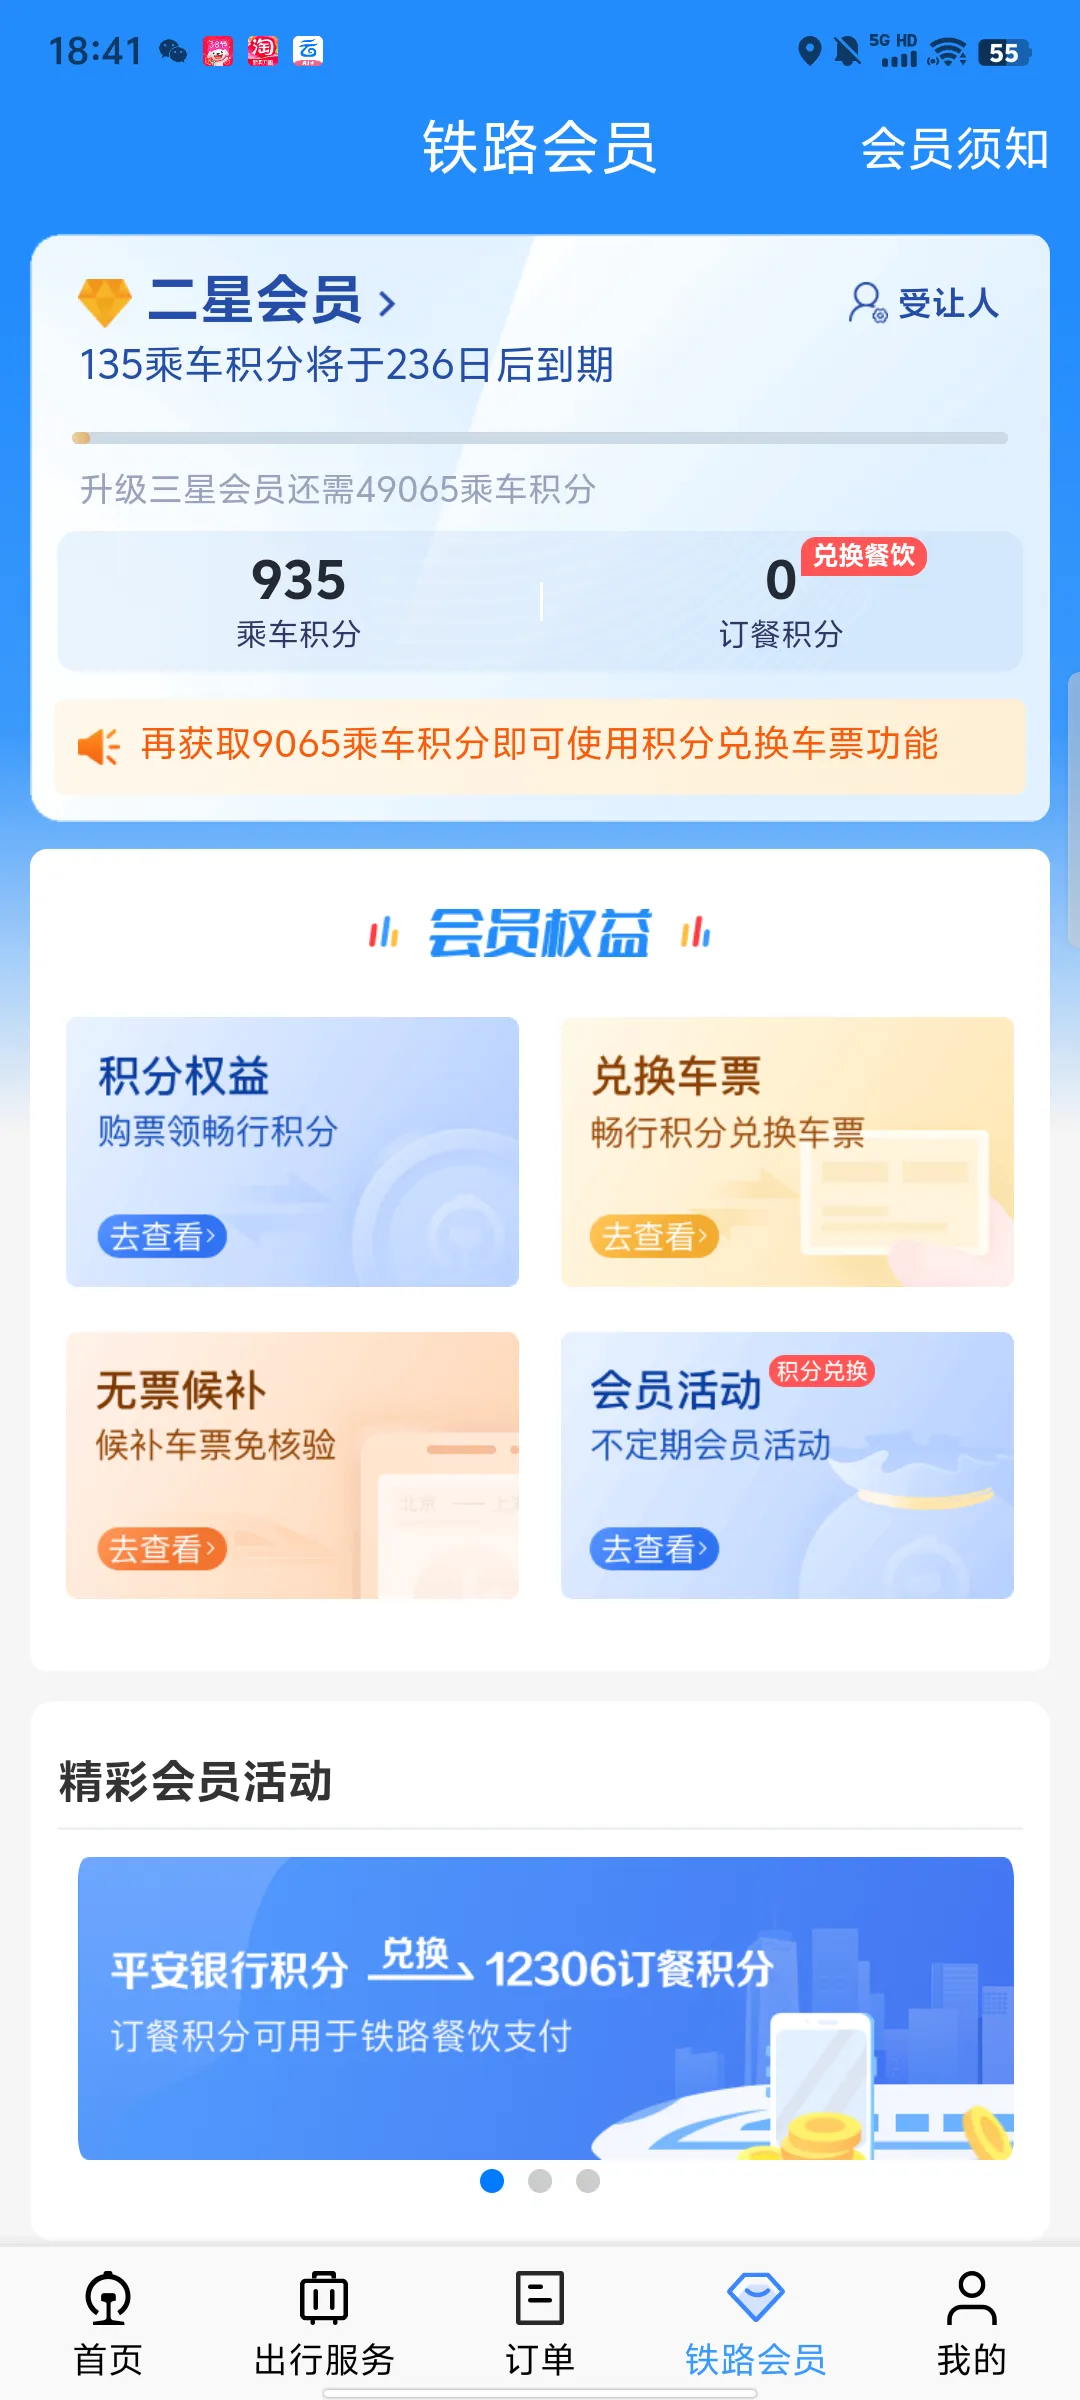 18:41
5G HD
55
铁路会员
会员须知
二星会员
受让人
135乘车积分将于236日后到期
升级三星会员还需49065乘车积分
935
0
兑换餐饮
乘车积分
订餐积分
再获取9065乘车积分即可使用积分兑换车票功能
会员权益
积分权益
购票领畅行积分
去查看
兑换车票
畅行积分兑换车票
去查看
无票候补
候补车票免核验
北京 —— 上
去查看
会员活动
积分兑换
不定期会员活动
去查看
精彩会员活动
平安银行积分 兑换 12306订餐积分
订餐积分可用于铁路餐饮支付
首页
出行服务
订单
铁路会员
我的